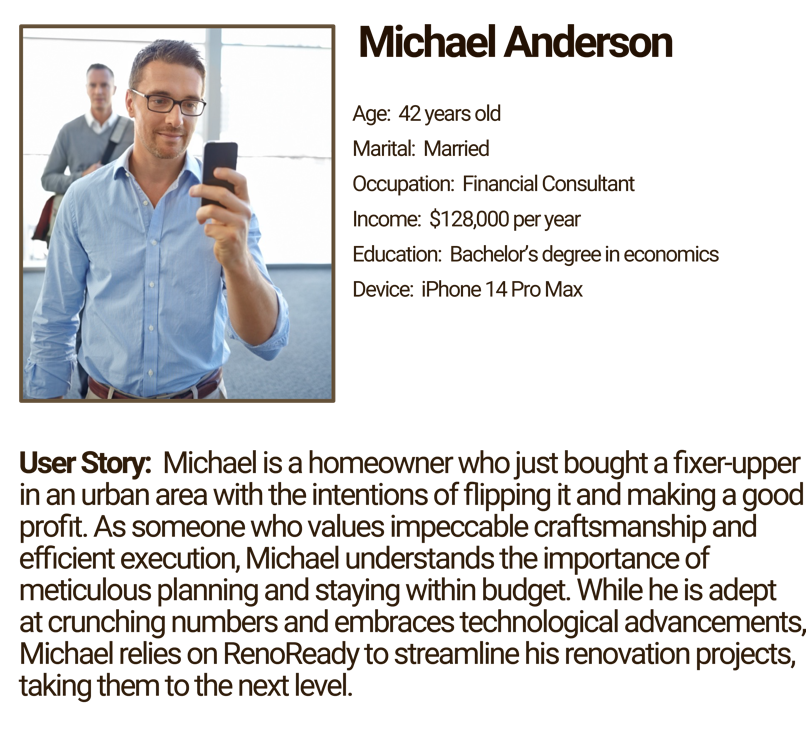 Michael Anderson
Age: 42 years old
Marital: Married
Occupation: Financial Consultant
Income: $128,000 per year
Education: Bachelor's degree in economics
Device: iPhone 14 Pro Max
User Story: Michael is a homeowner who just bought a fixer-upper
in an urban area with the intentions of flipping it and making a good
profit. As someone who values impeccable craftsmanship and
efficient execution, Michael understands the importance of
meticulous planning and staying within budget. While he is adept
at crunching numbers and embraces technological advancements,
Michael relies on RenoReady to streamline his renovation projects,
taking them to the next level.